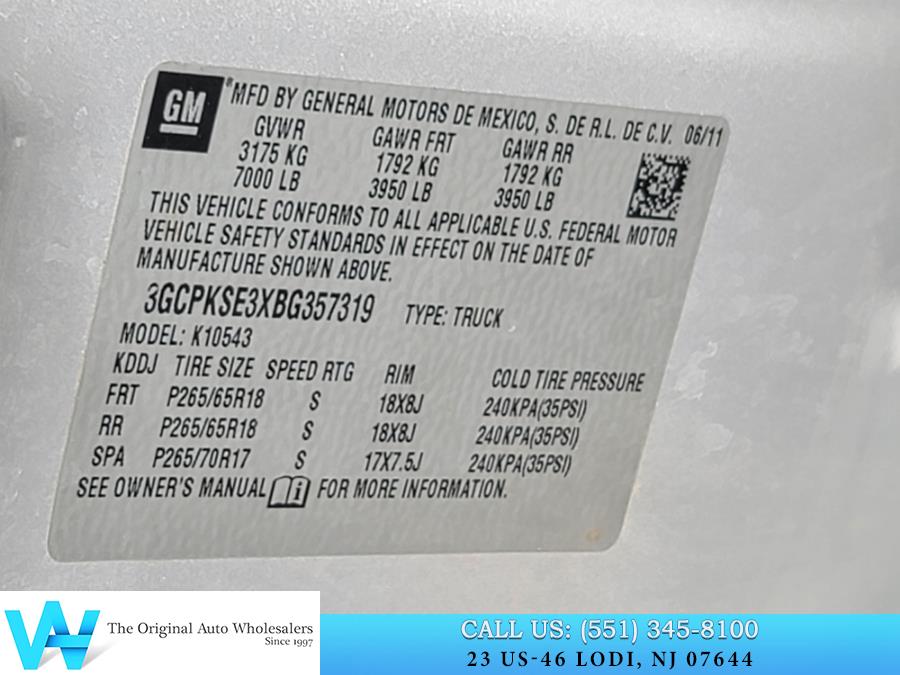 GM ®MFD BY GENERAL MOTORS DE MEXICO, S. DE R.L. DE C.V. 06/11
GVWR GAWR FRT GAWR RR
3175 KG 1792 KG 1792 KG
7000 LB 3950 LB 3950 LB
THIS VEHICLE CONFORMS TO ALL APPLICABLE U.S. FEDERAL MOTOR
VEHICLE SAFETY STANDARDS IN EFFECT ON THE DATE OF
MANUFACTURE SHOWN ABOVE.
3GCPKSE3XBG357319 TYPE: TRUCK
MODEL: K10543
KDDJ TIRE SIZE SPEED RTG RIM COLD TIRE PRESSURE
FRT P265/65R18 S 18X8J 240KPA(35PSI)
RR P265/65R18 S 18X8J 240KPA(35PSI)
SPA P265/70R17 S 17X7.5J 240KPA(35PSI)
SEE OWNER'S MANUAL i FOR MORE INFORMATION.
W The Original Auto Wholesalers
Since 1997
CALL US: (551) 345-8100
23 US-46 LODI, NJ 07644